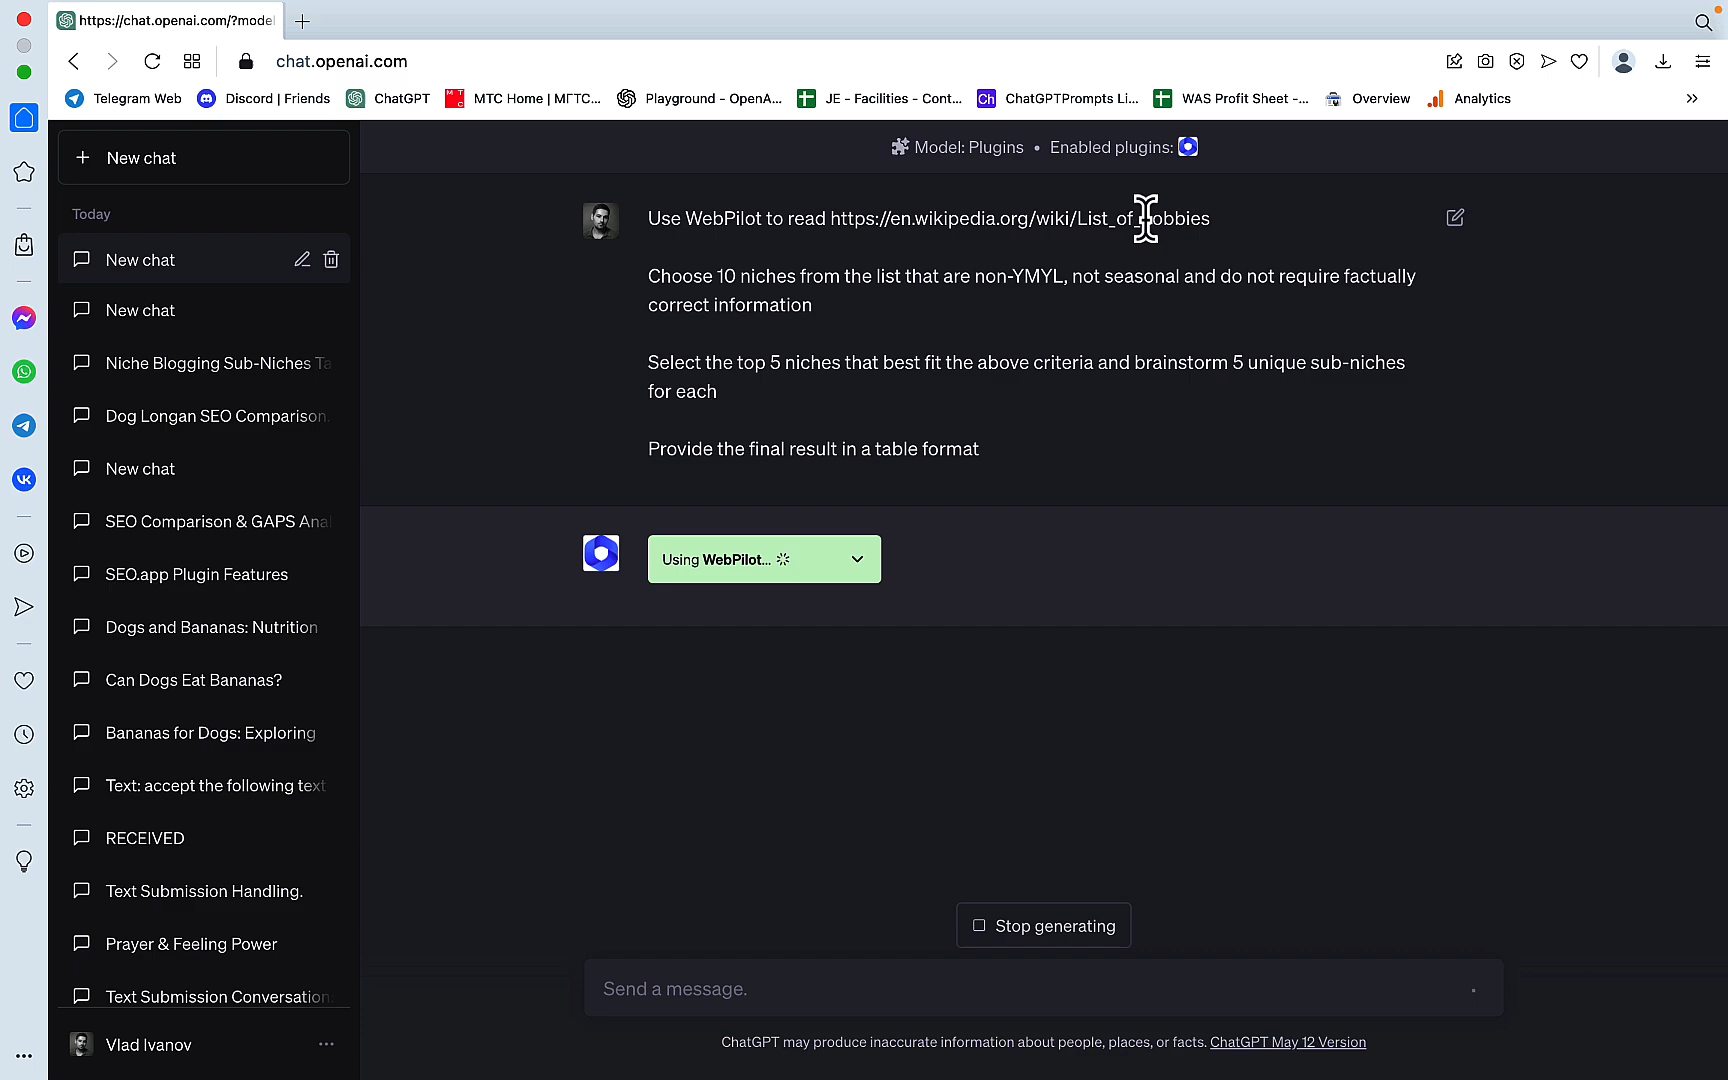 https://chat.openai.com/?model
chat.openai.com
Telegram Web
Discord | Friends
ChatGPT
MTC Home | МГТС...
Playground - OpenA...
JE - Facilities - Cont...
Ch
ChatGPTPrompts Li...
WAS Profit Sheet -...
Overview
Analytics
New chat
Model: Plugins • Enabled plugins:
Today
New chat
New chat
Niche Blogging Sub-Niches Ta
Dog Longan SEO Comparison.
New chat
SEO Comparison & GAPS Anal
SEO.app Plugin Features
Dogs and Bananas: Nutrition
Can Dogs Eat Bananas?
Bananas for Dogs: Exploring
Text: accept the following text
RECEIVED
Text Submission Handling.
Prayer & Feeling Power
Text Submission Conversation
Vlad Ivanov
Use WebPilot to read https://en.wikipedia.org/wiki/List_of_hobbies
Choose 10 niches from the list that are non-YMYL, not seasonal and do not require factually
correct information
Select the top 5 niches that best fit the above criteria and brainstorm 5 unique sub-niches
for each
Provide the final result in a table format
Using WebPilot...
Stop generating
Send a message.
ChatGPT may produce inaccurate information about people, places, or facts. ChatGPT May 12 Version